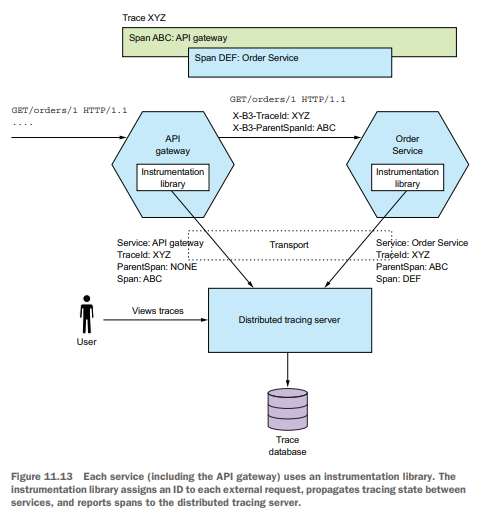 Trace XYZ
Span ABC: API gateway
Span DEF: Order Service
GET/orders/1 HTTP/1.1
....
GET/orders/1 HTTP/1.1
X-B3-TraceId: XYZ
X-B3-ParentSpanId: ABC
API
gateway
Instrumentation
library
Order
Service
Instrumentation
library
Service: API gateway
TraceId: XYZ
ParentSpan: NONE
Span: ABC
Transport
Service: Order Service
TraceId: XYZ
ParentSpan: ABC
Span: DEF
User
Views traces
Distributed tracing server
Trace
database
Figure 11.13 Each service (including the API gateway) uses an instrumentation library. The
instrumentation library assigns an ID to each external request, propagates tracing state between
services, and reports spans to the distributed tracing server.